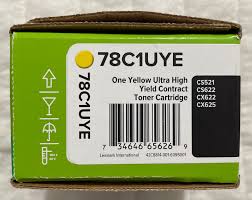 78C1UYE
78C1UYE
One Yellow Ultra High
Yield Contract
Toner Cartridge
CS521
CS622
CX622
CX625
7 34646 65626 9
Lexmark International